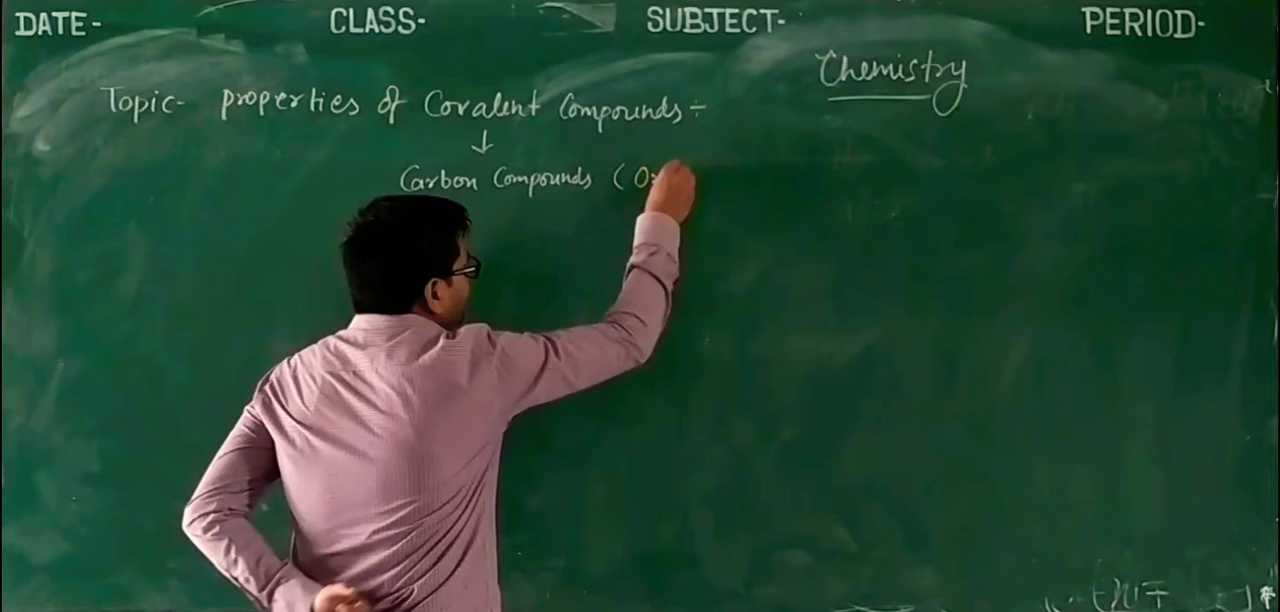 DATE- CLASS- SUBJECT- PERIOD-
Chemistry
Topic- properties of Covalent Compounds ÷
↓
Carbon Compounds (